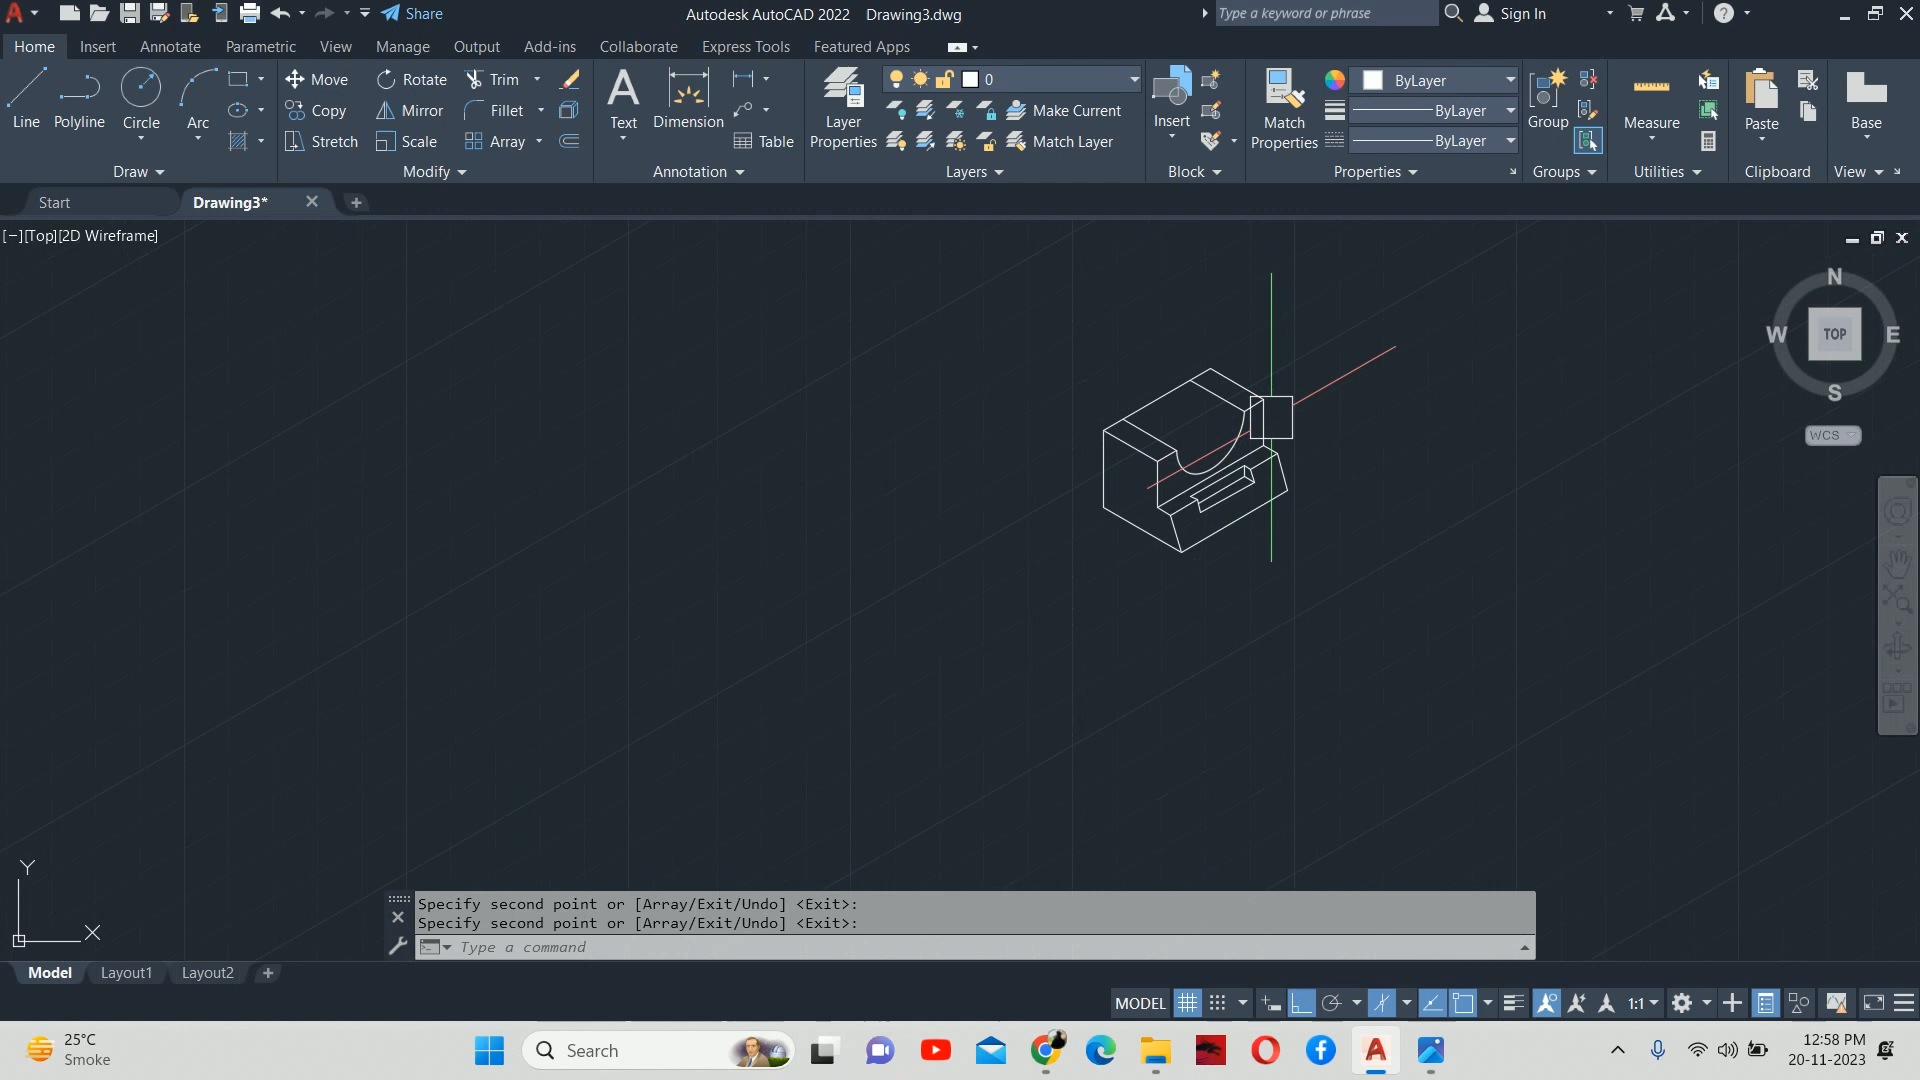 Share
Autodesk AutoCAD 2022 Drawing3.dwg
Type a keyword or phrase
Sign In
Home Insert Annotate Parametric View Manage Output Add-ins Collaborate Express Tools Featured Apps
Line Polyline Circle Arc
Move Rotate Trim
Copy Mirror Fillet
Stretch Scale Array
Text Dimension Table
Layer Properties
0
Make Current
Match Layer
Insert
Match Properties
ByLayer
ByLayer
ByLayer
Group Measure Paste Base
Draw Modify Annotation Layers Block Properties Groups Utilities Clipboard View
Start Drawing3*
[−][Top][2D Wireframe]
N
W TOP E
S
WCS
Y
X
Specify second point or [Array/Exit/Undo] <Exit>:
Specify second point or [Array/Exit/Undo] <Exit>:
Type a command
Model Layout1 Layout2
MODEL 1:1
25°C
Smoke
Search
12:58 PM
20-11-2023